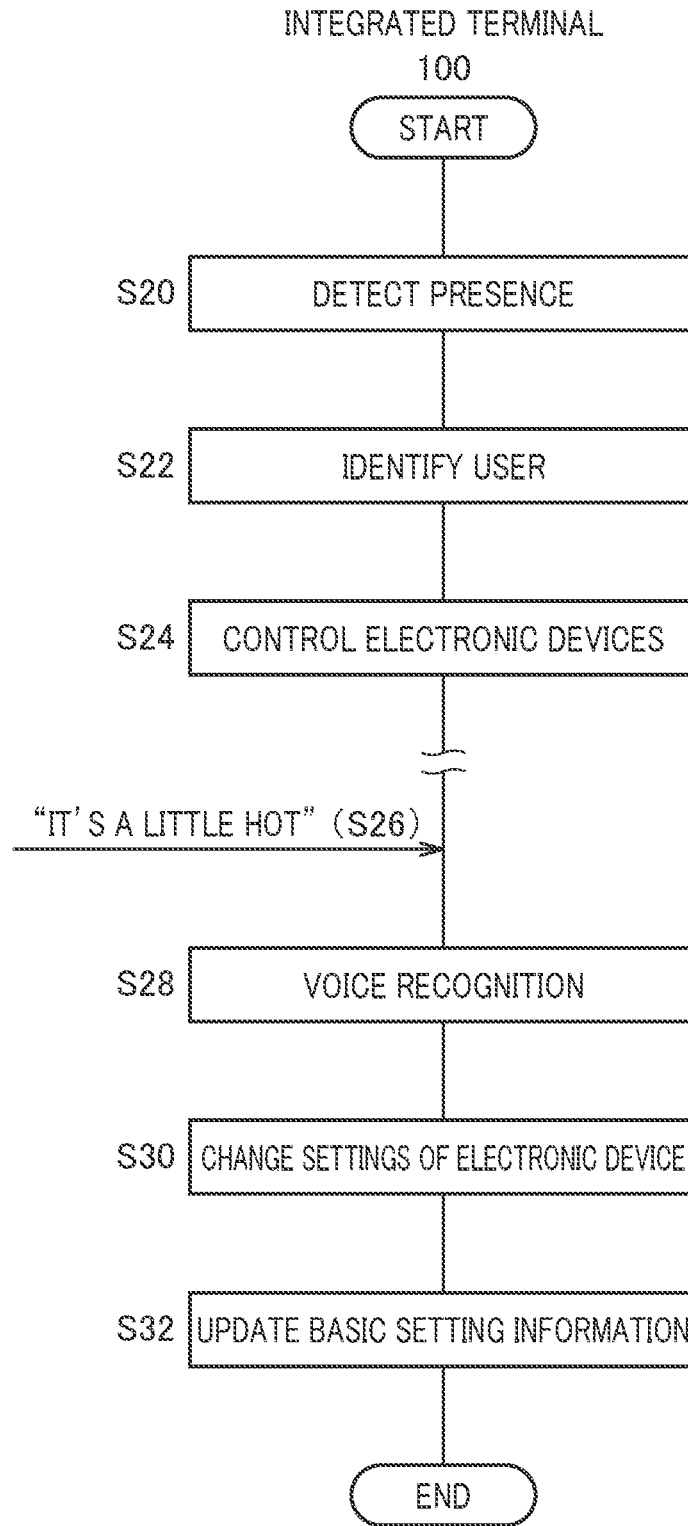 INTEGRATED TERMINAL
100
START
S20 DETECT PRESENCE
S22 IDENTIFY USER
S24 CONTROL ELECTRONIC DEVICES
“IT'S A LITTLE HOT” (S26)
S28 VOICE RECOGNITION
S30 CHANGE SETTINGS OF ELECTRONIC DEVICE
S32 UPDATE BASIC SETTING INFORMATION
END